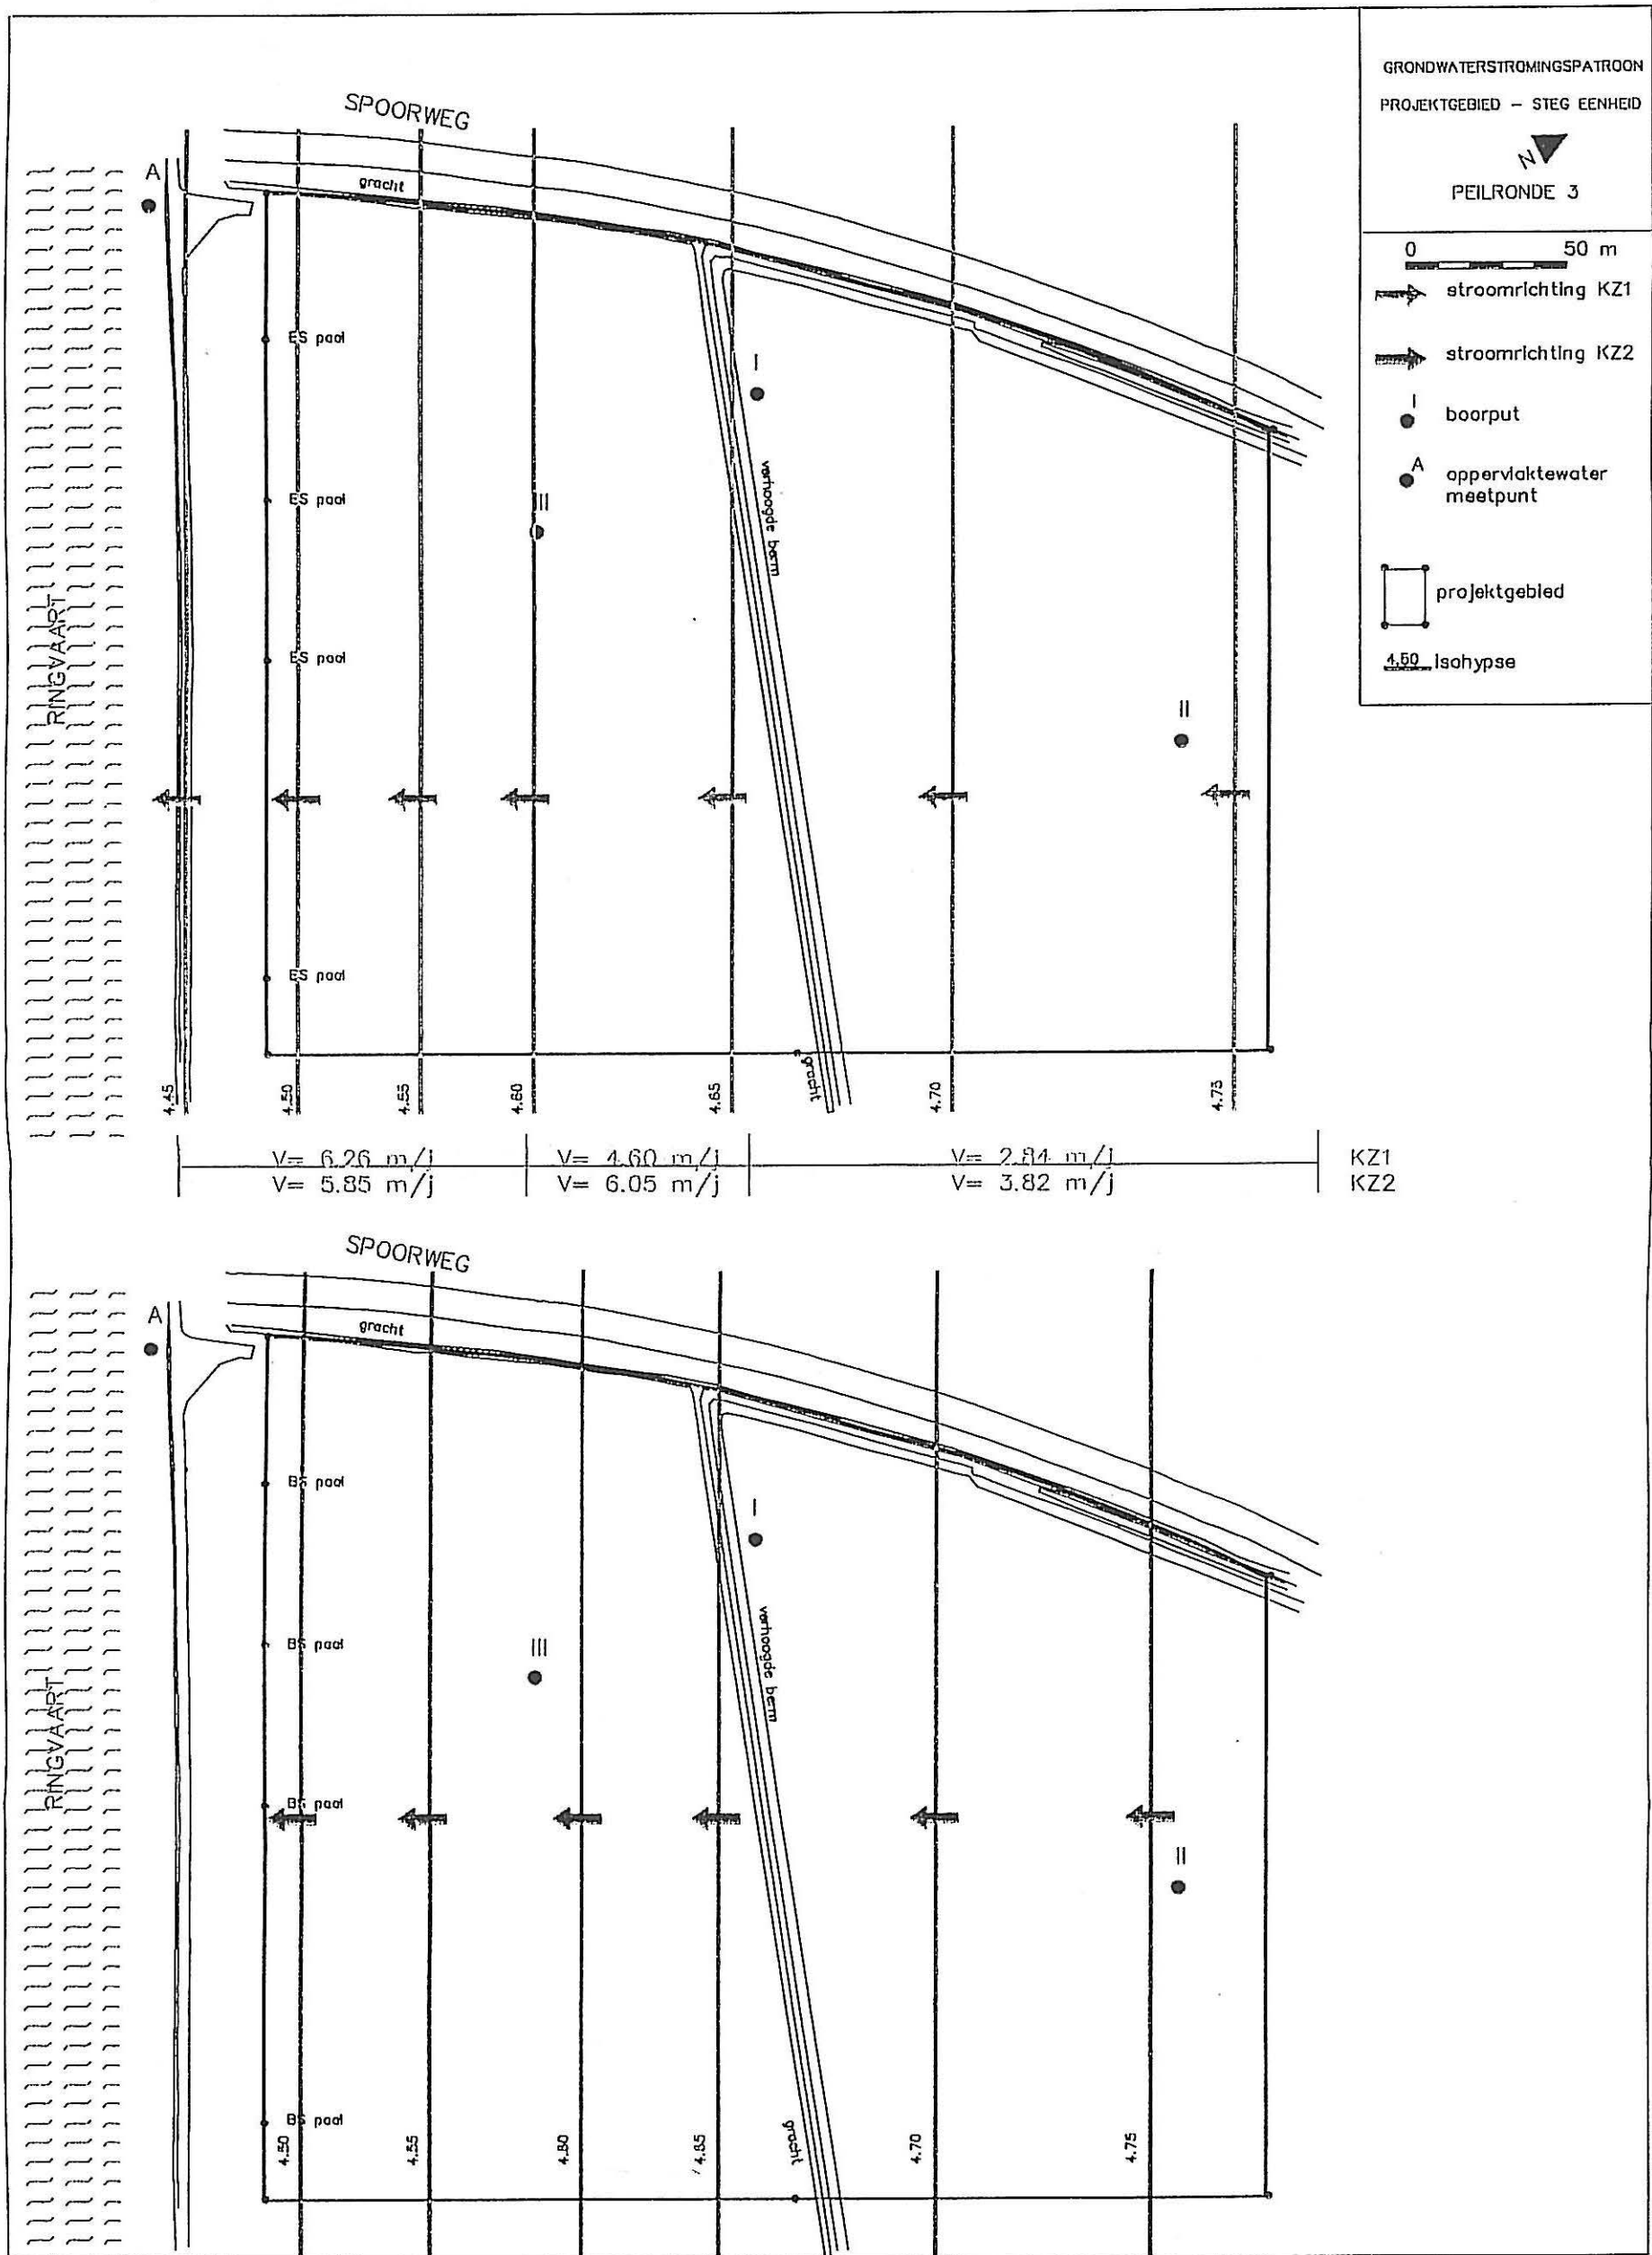 GRONDWATERSTROMINGSPATROON
PROJEKTGEBIED – STEG EENHEID
N
PEILRONDE 3
0 50 m
stroomrichting KZ1
stroomrichting KZ2
I
boorput
A
oppervlaktewater
meetpunt
projektgebied
4.50 Isohypse
SPOORWEG
A
gracht
ES paal
I
ES paal
III
verhoogde berm
RINGVAART
ES paal
II
ES paal
gracht
4.45 4.50 4.55 4.60 4.65 4.70 4.75
V= 6.26 m/j V= 4.60 m/j V= 2.84 m/j KZ1
V= 5.85 m/j V= 6.05 m/j V= 3.82 m/j KZ2
SPOORWEG
A
gracht
BS paal
I
BS paal
III
verhoogde berm
RINGVAART
BS paal
II
BS paal
gracht
4.50 4.55 4.60 4.65 4.70 4.75